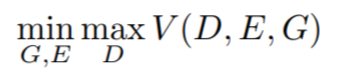 min max V(D, E, G)
G,E D